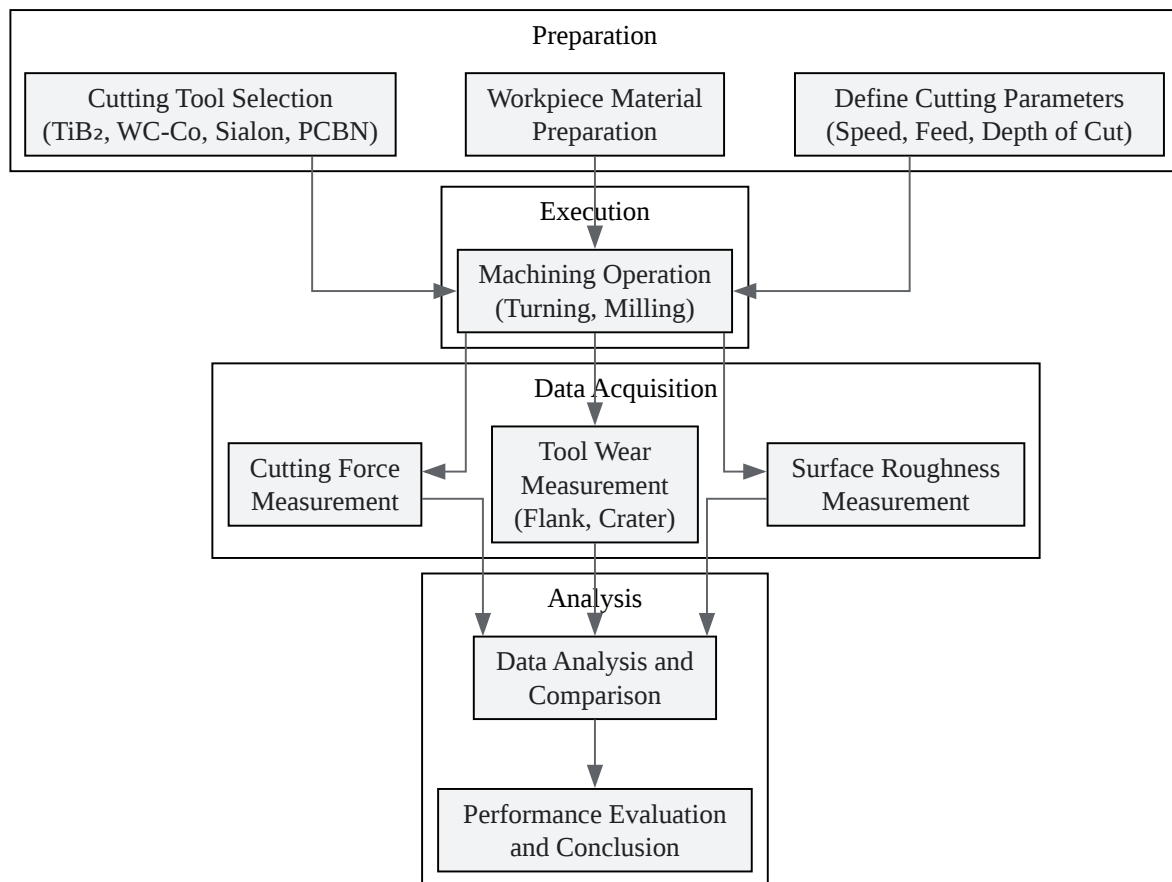 Preparation
Cutting Tool Selection
(TiB₂, WC-Co, Sialon, PCBN)
Workpiece Material
Preparation
Define Cutting Parameters
(Speed, Feed, Depth of Cut)
Execution
Machining Operation
(Turning, Milling)
Data Acquisition
Cutting Force
Measurement
Tool Wear
Measurement
(Flank, Crater)
Surface Roughness
Measurement
Analysis
Data Analysis and
Comparison
Performance Evaluation
and Conclusion